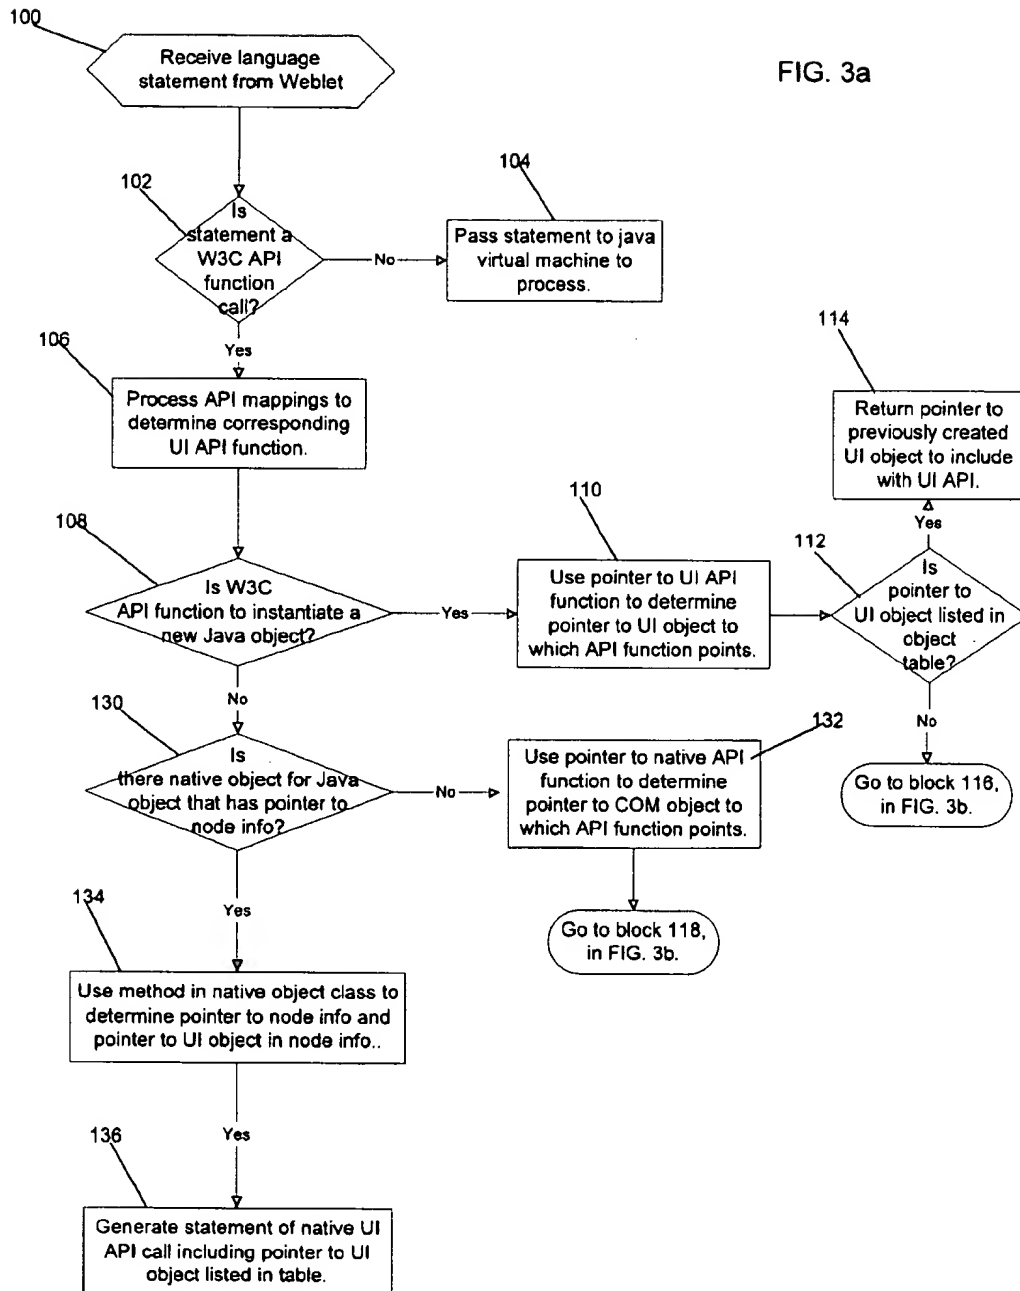 100
Receive language
statement from Weblet
FIG. 3a
102
Is
statement a
W3C API
function
call?
No
104
Pass statement to java
virtual machine to
process.
Yes
106
Process API mappings to
determine corresponding
UI API function.
108
Is W3C
API function to instantiate a
new Java object?
Yes
110
Use pointer to UI API
function to determine
pointer to UI object to
which API function points.
112
Is
pointer to
UI object listed in
object
table?
Yes
114
Return pointer to
previously created
UI object to include
with UI API.
No
Go to block 116,
in FIG. 3b.
No
130
Is
there native object for Java
object that has pointer to
node info?
No
132
Use pointer to native API
function to determine
pointer to COM object to
which API function points.
Go to block 118,
in FIG. 3b.
Yes
134
Use method in native object class to
determine pointer to node info and
pointer to UI object in node info..
Yes
136
Generate statement of native UI
API call including pointer to UI
object listed in table.